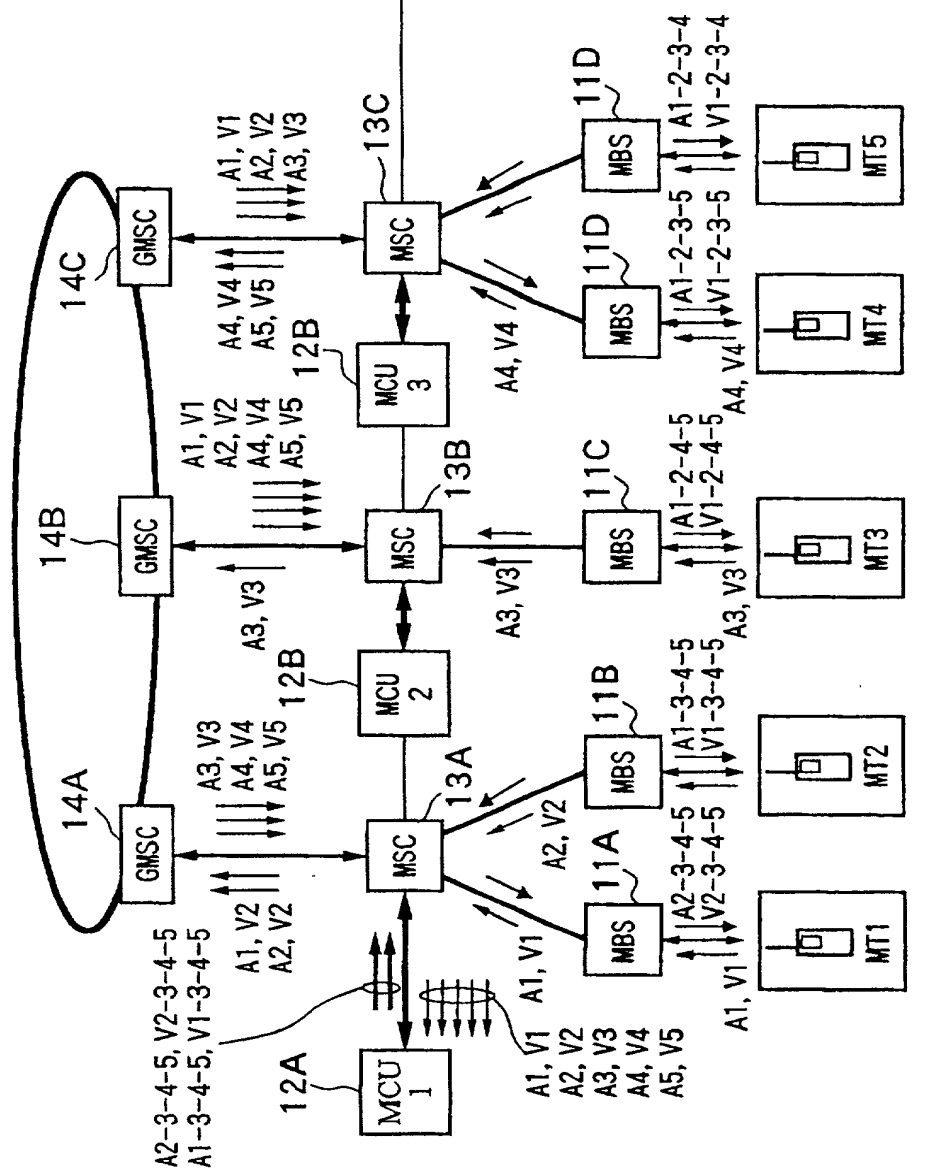 14A
14B
14C
GMSC
GMSC
GMSC
A2-3-4-5, V2-3-4-5
A1-3-4-5, V1-3-4-5
A1, V2
A2, V2
A3, V3
A4, V4
A5, V5
A3, V3
A1, V1
A2, V2
A4, V4
A5, V5
A4, V4
A5, V5
A1, V1
A2, V2
A3, V3
12A
13A
12B
13B
12B
13C
MCU
1
MSC
MCU
2
MSC
MCU
3
MSC
A1, V1
A2, V2
A3, V3
A4, V4
A5, V5
A1, V1
A2, V2
A3, V3
A4, V4
11A
11B
11C
11D
11D
MBS
MBS
MBS
MBS
MBS
A2-3-4-5
V2-3-4-5
A1, V1
A1-3-4-5
V1-3-4-5
A1-2-4-5
V1-2-4-5
A3, V3
A1-2-3-5
V1-2-3-5
A4, V4
A1-2-3-4
V1-2-3-4
MT1
MT2
MT3
MT4
MT5